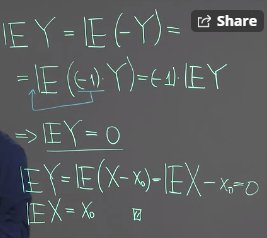 Share
𝔼Y = 𝔼(-Y) =
= 𝔼((-1)·Y) = (-1)·𝔼Y
=> 𝔼Y = 0
𝔼Y = 𝔼(X-x₀) = 𝔼X - x₀ = 0
𝔼X = x₀